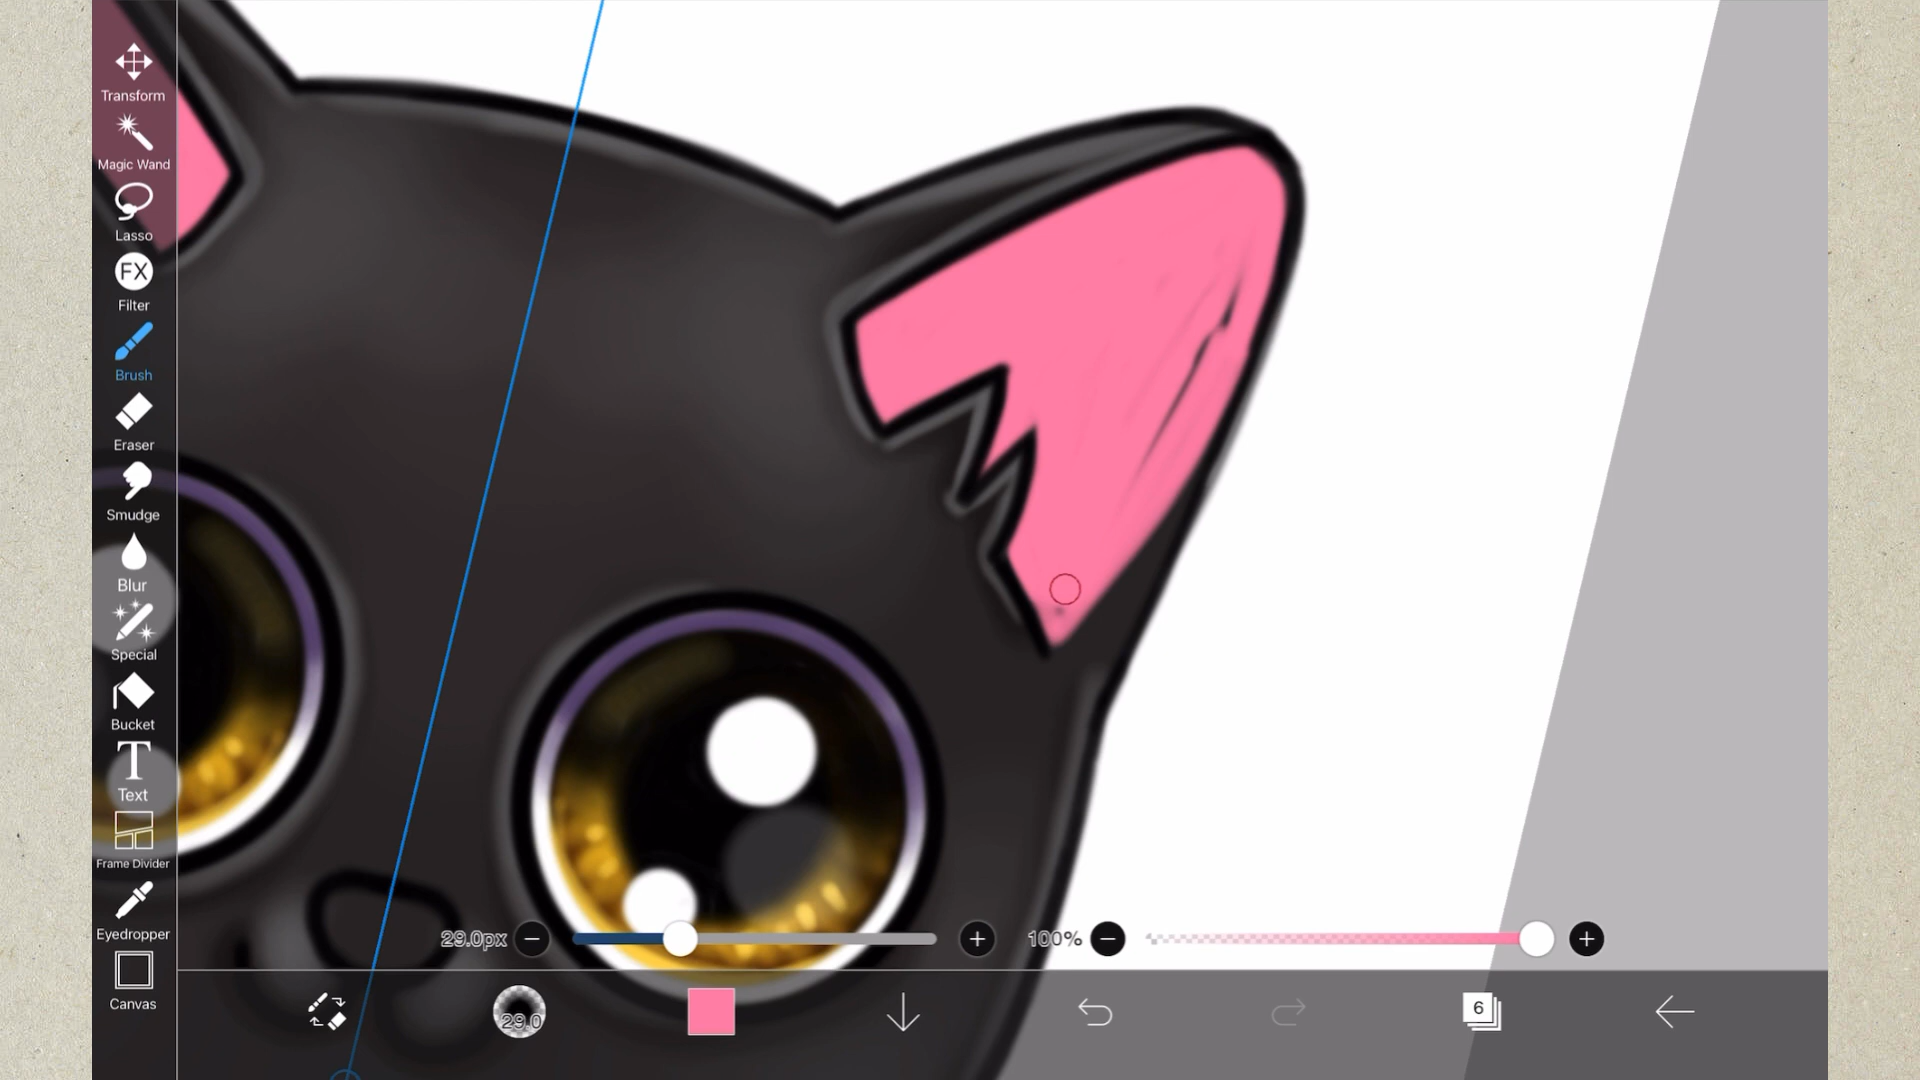 Transform
Magic Wand
Lasso
FX
Filter
Brush
Eraser
Smudge
Blur
Special
Bucket
T
Text
Frame Divider
Eyedropper
Canvas
29.0px
100%
29.0
6